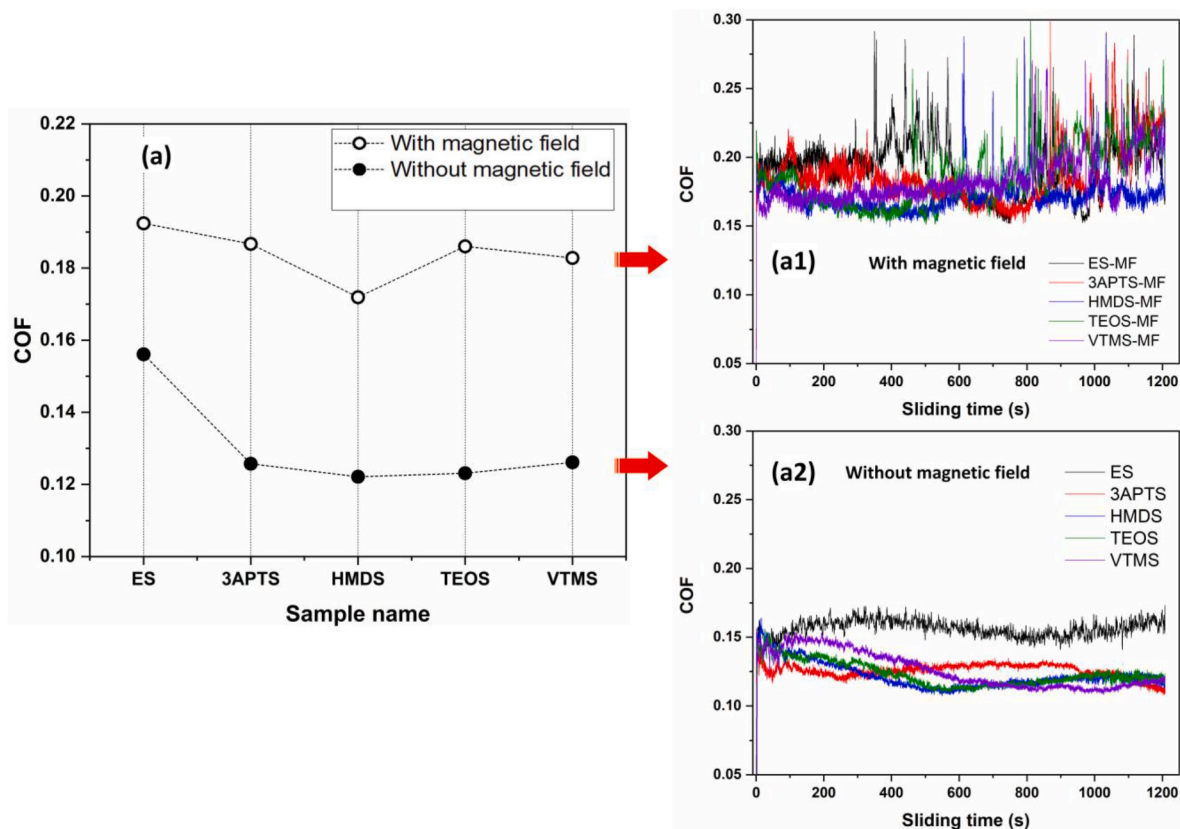 (a)
With magnetic field
Without magnetic field
0.22
0.20
0.18
0.16
0.14
0.12
0.10
COF
ES 3APTS HMDS TEOS VTMS
Sample name
0.30
0.25
0.20
0.15
0.10
0.05
COF
(a1)
With magnetic field
ES-MF
3APTS-MF
HMDS-MF
TEOS-MF
VTMS-MF
0 200 400 600 800 1000 1200
Sliding time (s)
0.30
0.25
0.20
0.15
0.10
0.05
COF
(a2)
Without magnetic field
ES
3APTS
HMDS
TEOS
VTMS
0 200 400 600 800 1000 1200
Sliding time (s)